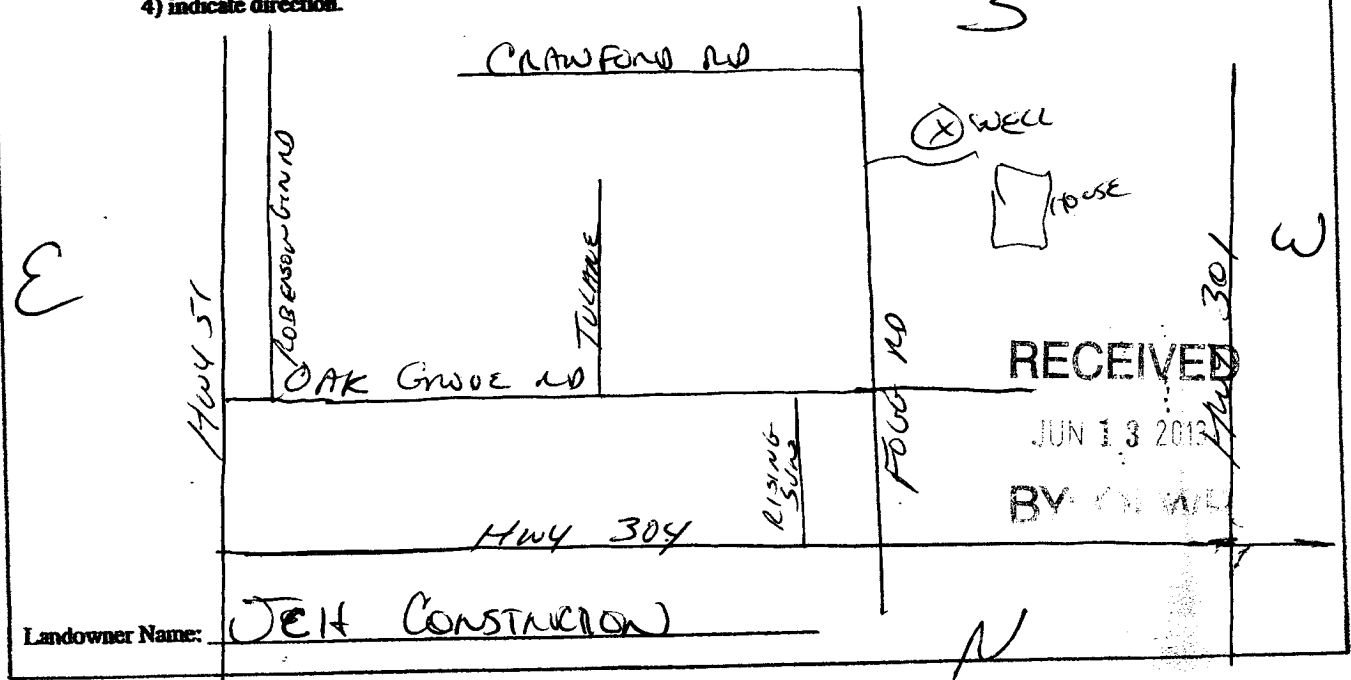 4) indicate direction.
S
CRAWFORD RD
X WELL
HOUSE
E
W
HWY 51
ROBERSON GIN RD
TULANE
OAK GROVE RD
FOGG RD
HWY 301
RECEIVED
JUN 13 2013
BY
RISING SUN
HWY 304
Landowner Name: JEH CONSTRUCTION
N